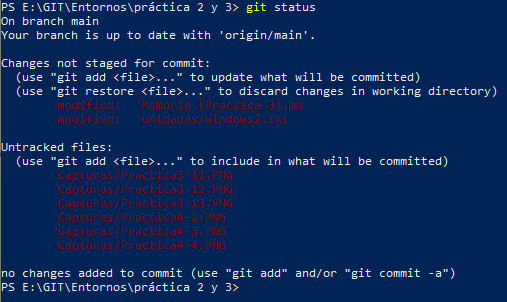 PS E:\GIT\Entornos\práctica 2 y 3> git status
On branch main
Your branch is up to date with 'origin/main'.
Changes not staged for commit:
(use "git add <file>..." to update what will be committed)
(use "git restore <file>..." to discard changes in working directory)
modified: Memoria (Practica 3).md
modified: unidades/windows2.txt
Untracked files:
(use "git add <file>..." to include in what will be committed)
Capturas/Practica3-11.PNG
Capturas/Practica3-12.PNG
Capturas/Practica3-13.PNG
Capturas/Practica4-2.PNG
Capturas/Practica4-3.PNG
Capturas/Practica4-4.PNG
no changes added to commit (use "git add" and/or "git commit -a")
PS E:\GIT\Entornos\práctica 2 y 3>